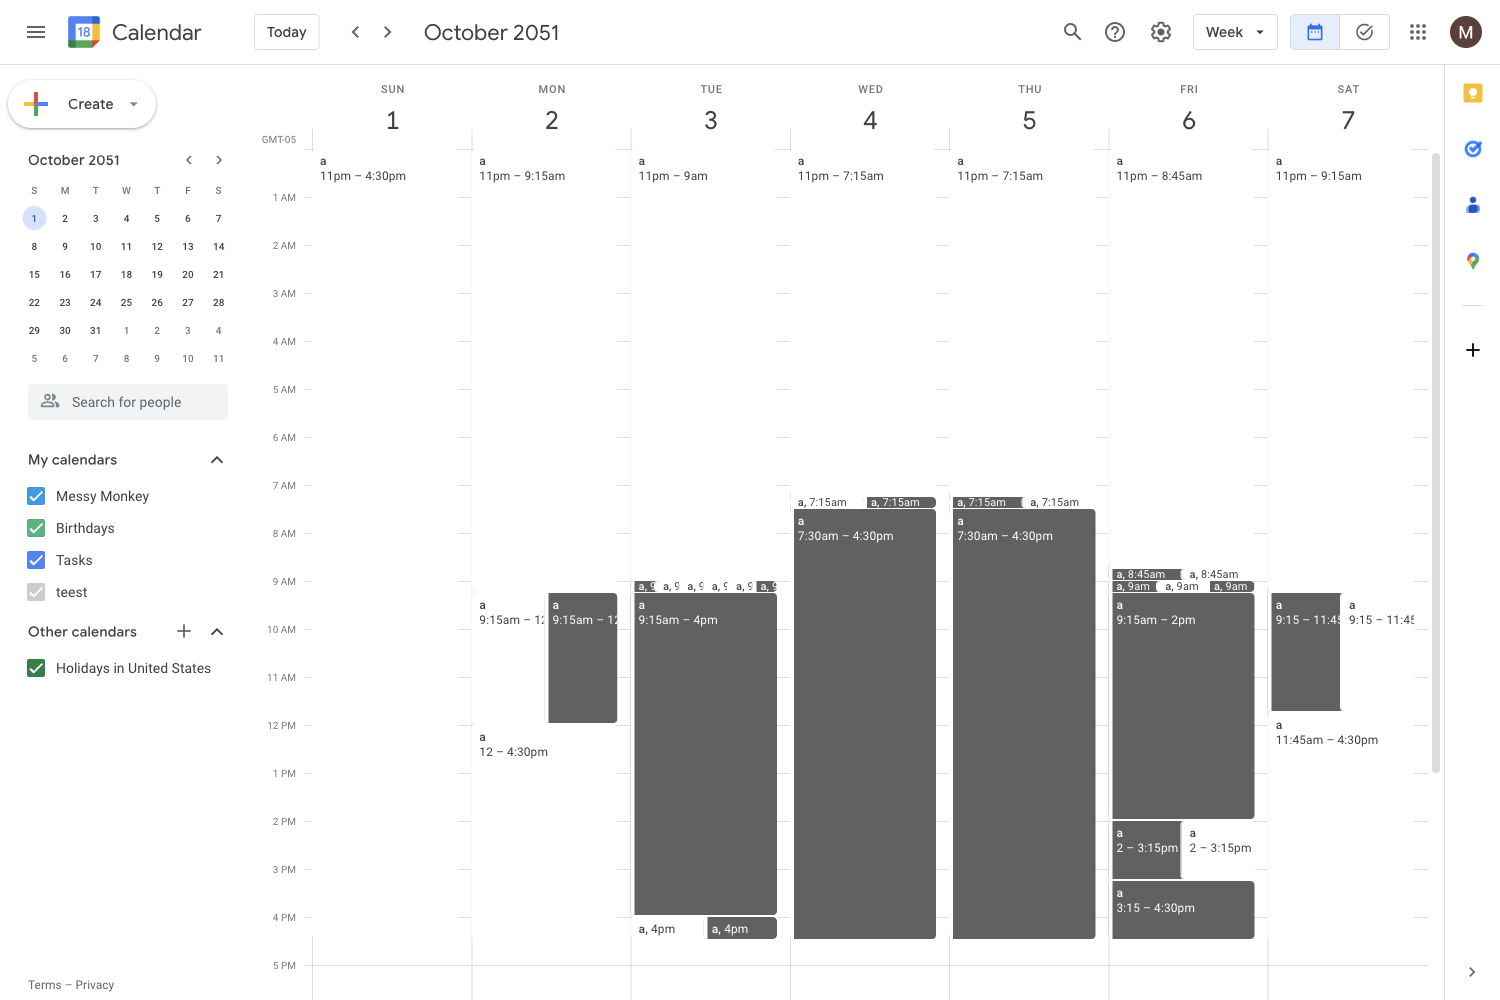 18 Calendar Today October 2051 Week M
Create
October 2051
S M T W T F S
1 2 3 4 5 6 7
8 9 10 11 12 13 14
15 16 17 18 19 20 21
22 23 24 25 26 27 28
29 30 31 1 2 3 4
5 6 7 8 9 10 11
Search for people
My calendars
Messy Monkey
Birthdays
Tasks
teest
Other calendars
Holidays in United States
Terms – Privacy
SUN MON TUE WED THU FRI SAT
1 2 3 4 5 6 7
GMT-05
a a a a a a a
11pm – 4:30pm 11pm – 9:15am 11pm – 9am 11pm – 7:15am 11pm – 7:15am 11pm – 8:45am 11pm – 9:15am
1 AM
2 AM
3 AM
4 AM
5 AM
6 AM
7 AM
a, 7:15am a, 7:15am a, 7:15am a, 7:15am
a a
8 AM
7:30am – 4:30pm 7:30am – 4:30pm
a, 8:45am a, 8:45am
9 AM
a, 9 a, 9 a, 9 a, 9 a, 9 a, 9 a, 9am a, 9am a, 9am
a a a a a a
9:15am – 12 9:15am – 12 9:15am – 4pm 9:15am – 2pm 9:15 – 11:45 9:15 – 11:45
10 AM
11 AM
12 PM
a a
12 – 4:30pm 11:45am – 4:30pm
1 PM
2 PM
a a
2 – 3:15pm 2 – 3:15pm
3 PM
a
3:15 – 4:30pm
4 PM
a, 4pm a, 4pm
5 PM